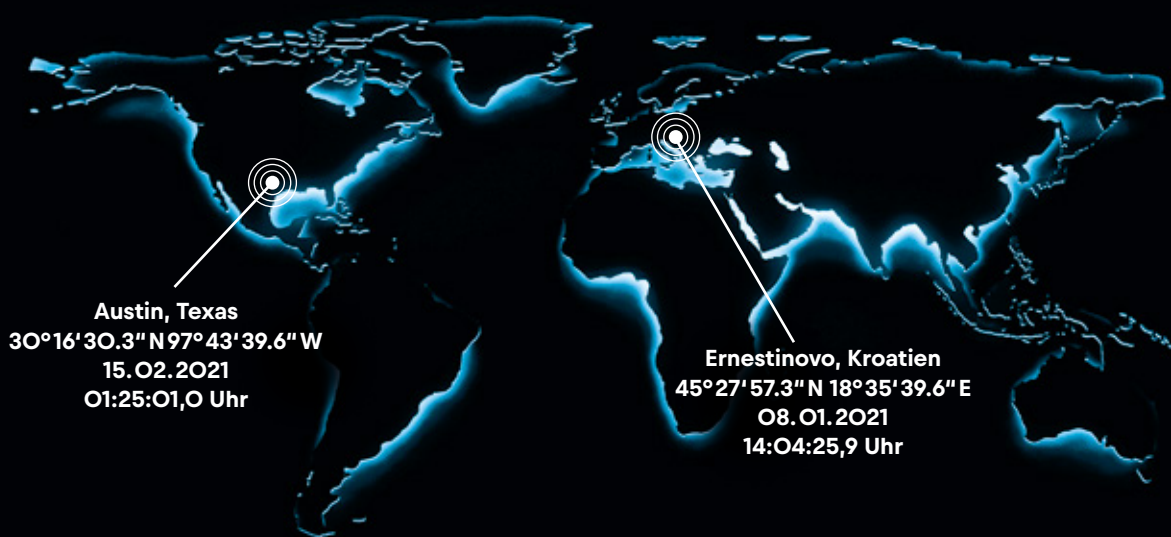 Austin, Texas
30°16'30.3"N97°43'39.6"W
15.02.2021
01:25:01,0 Uhr
Ernestinovo, Kroatien
45°27'57.3"N 18°35'39.6"E
08.01.2021
14:04:25,9 Uhr